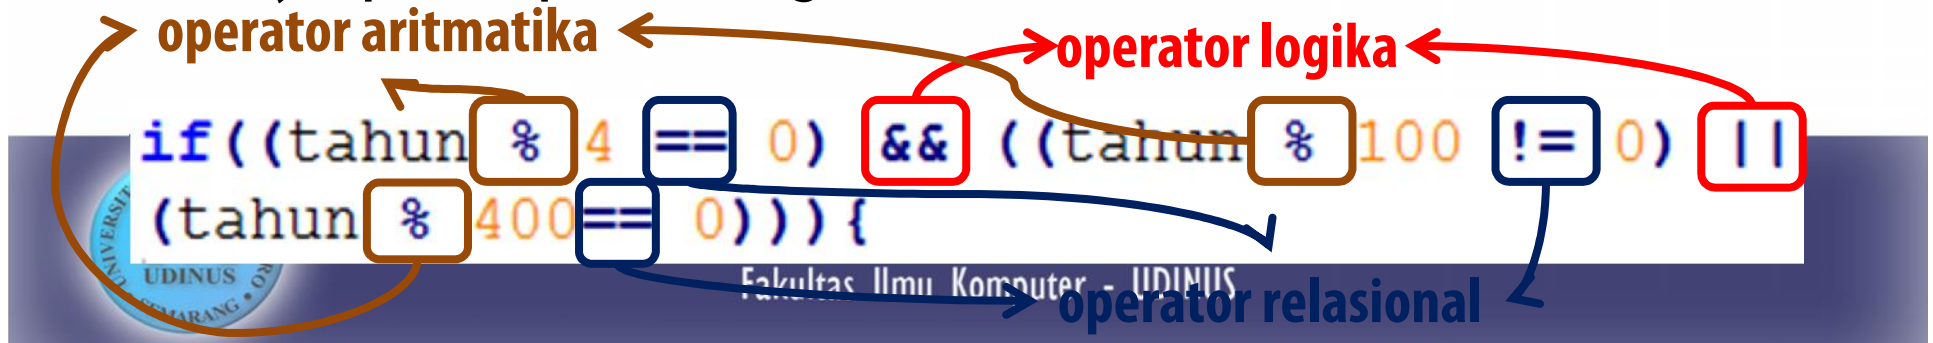 operator aritmatika
operator logika
if((tahun % 4 == 0) && ((tahun % 100 != 0) ||
(tahun % 400== 0))){
UDINUS
Fakultas Ilmu Komputer - UDINUS
operator relasional